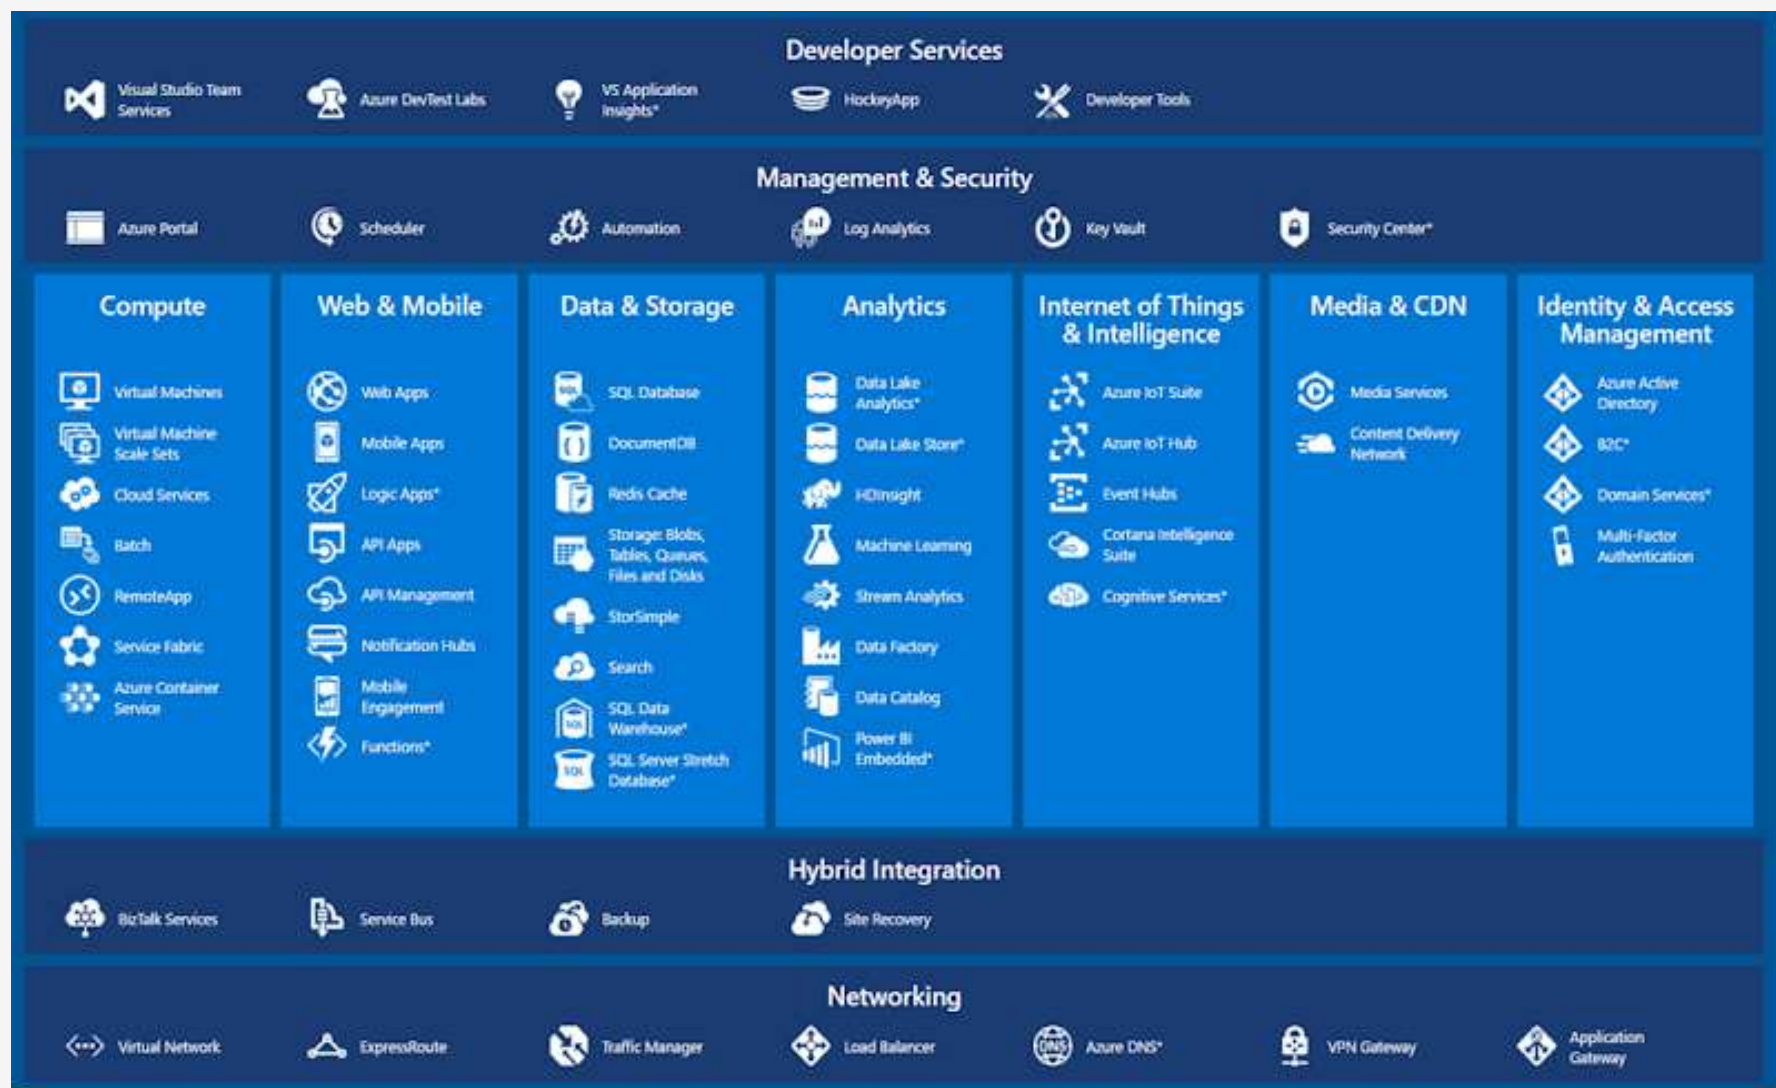 Developer Services
Visual Studio Team
Services
Azure DevTest Labs
VS Application
Insights*
HockeyApp
Developer Tools
Management & Security
Azure Portal
Scheduler
Automation
Log Analytics
Key Vault
Security Center*
Compute
Virtual Machines
Virtual Machine
Scale Sets
Cloud Services
Batch
RemoteApp
Service Fabric
Azure Container
Service
Web & Mobile
Web Apps
Mobile Apps
Logic Apps*
API Apps
API Management
Notification Hubs
Mobile
Engagement
Functions*
Data & Storage
SQL
SQL Database
DocumentDB
Redis Cache
Storage: Blobs,
Tables, Queues,
Files and Disks
StorSimple
Search
SQL
SQL Data
Warehouse*
SQL
SQL Server Stretch
Database*
Analytics
Data Lake
Analytics*
Data Lake Store*
HDInsight
Machine Learning
Stream Analytics
Data Factory
Data Catalog
Power BI
Embedded*
Internet of Things
& Intelligence
Azure IoT Suite
Azure IoT Hub
Event Hubs
Cortana Intelligence
Suite
Cognitive Services*
Media & CDN
Media Services
Content Delivery
Network
Identity & Access
Management
Azure Active
Directory
B2C*
Domain Services*
Multi-Factor
Authentication
Hybrid Integration
BizTalk Services
Service Bus
Backup
Site Recovery
Networking
Virtual Network
ExpressRoute
Traffic Manager
Load Balancer
DNS
Azure DNS*
VPN Gateway
Application
Gateway